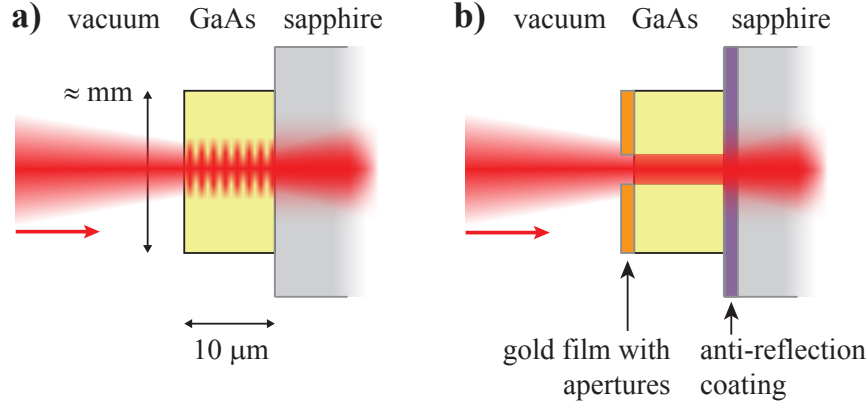 a)
vacuum GaAs sapphire
≈ mm
10 μm
b)
vacuum GaAs sapphire
gold film with
apertures
anti-reflection
coating